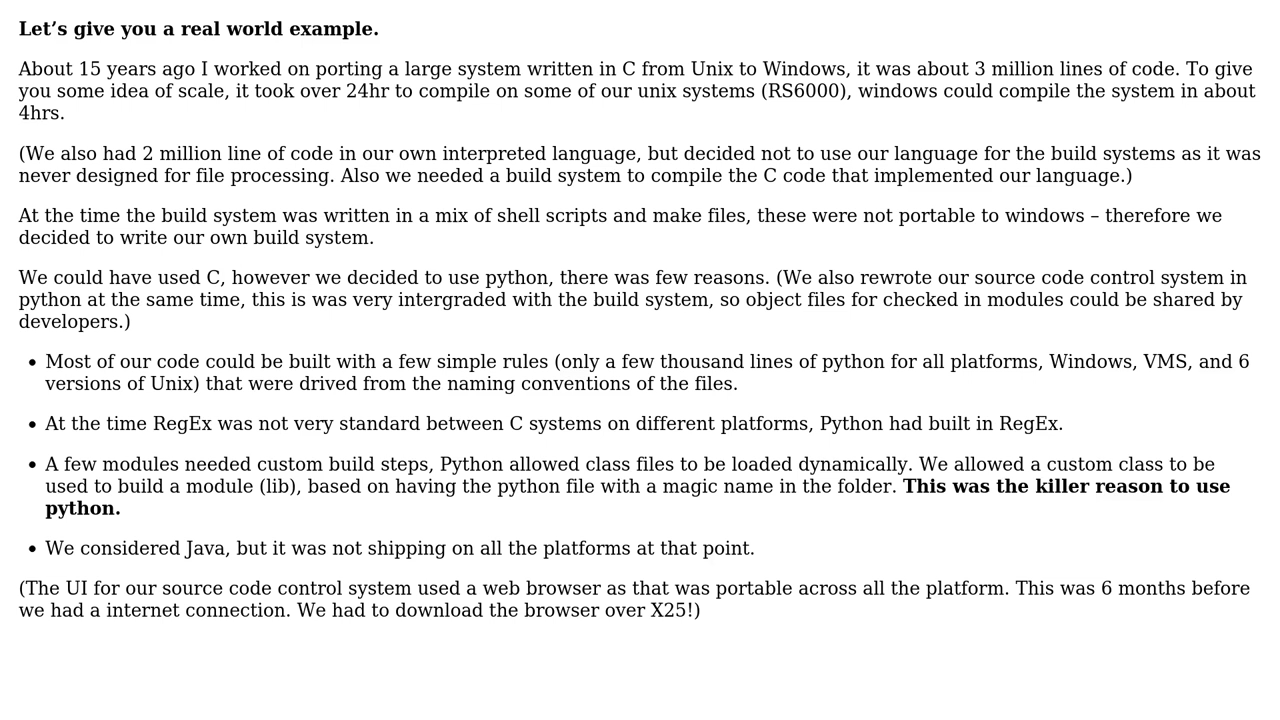 Let’s give you a real world example.
About 15 years ago I worked on porting a large system written in C from Unix to Windows, it was about 3 million lines of code. To give
you some idea of scale, it took over 24hr to compile on some of our unix systems (RS6000), windows could compile the system in about
4hrs.
(We also had 2 million line of code in our own interpreted language, but decided not to use our language for the build systems as it was
never designed for file processing. Also we needed a build system to compile the C code that implemented our language.)
At the time the build system was written in a mix of shell scripts and make files, these were not portable to windows – therefore we
decided to write our own build system.
We could have used C, however we decided to use python, there was few reasons. (We also rewrote our source code control system in
python at the same time, this is was very intergraded with the build system, so object files for checked in modules could be shared by
developers.)
• Most of our code could be built with a few simple rules (only a few thousand lines of python for all platforms, Windows, VMS, and 6
versions of Unix) that were drived from the naming conventions of the files.
• At the time RegEx was not very standard between C systems on different platforms, Python had built in RegEx.
• A few modules needed custom build steps, Python allowed class files to be loaded dynamically. We allowed a custom class to be
used to build a module (lib), based on having the python file with a magic name in the folder. This was the killer reason to use
python.
• We considered Java, but it was not shipping on all the platforms at that point.
(The UI for our source code control system used a web browser as that was portable across all the platform. This was 6 months before
we had a internet connection. We had to download the browser over X25!)